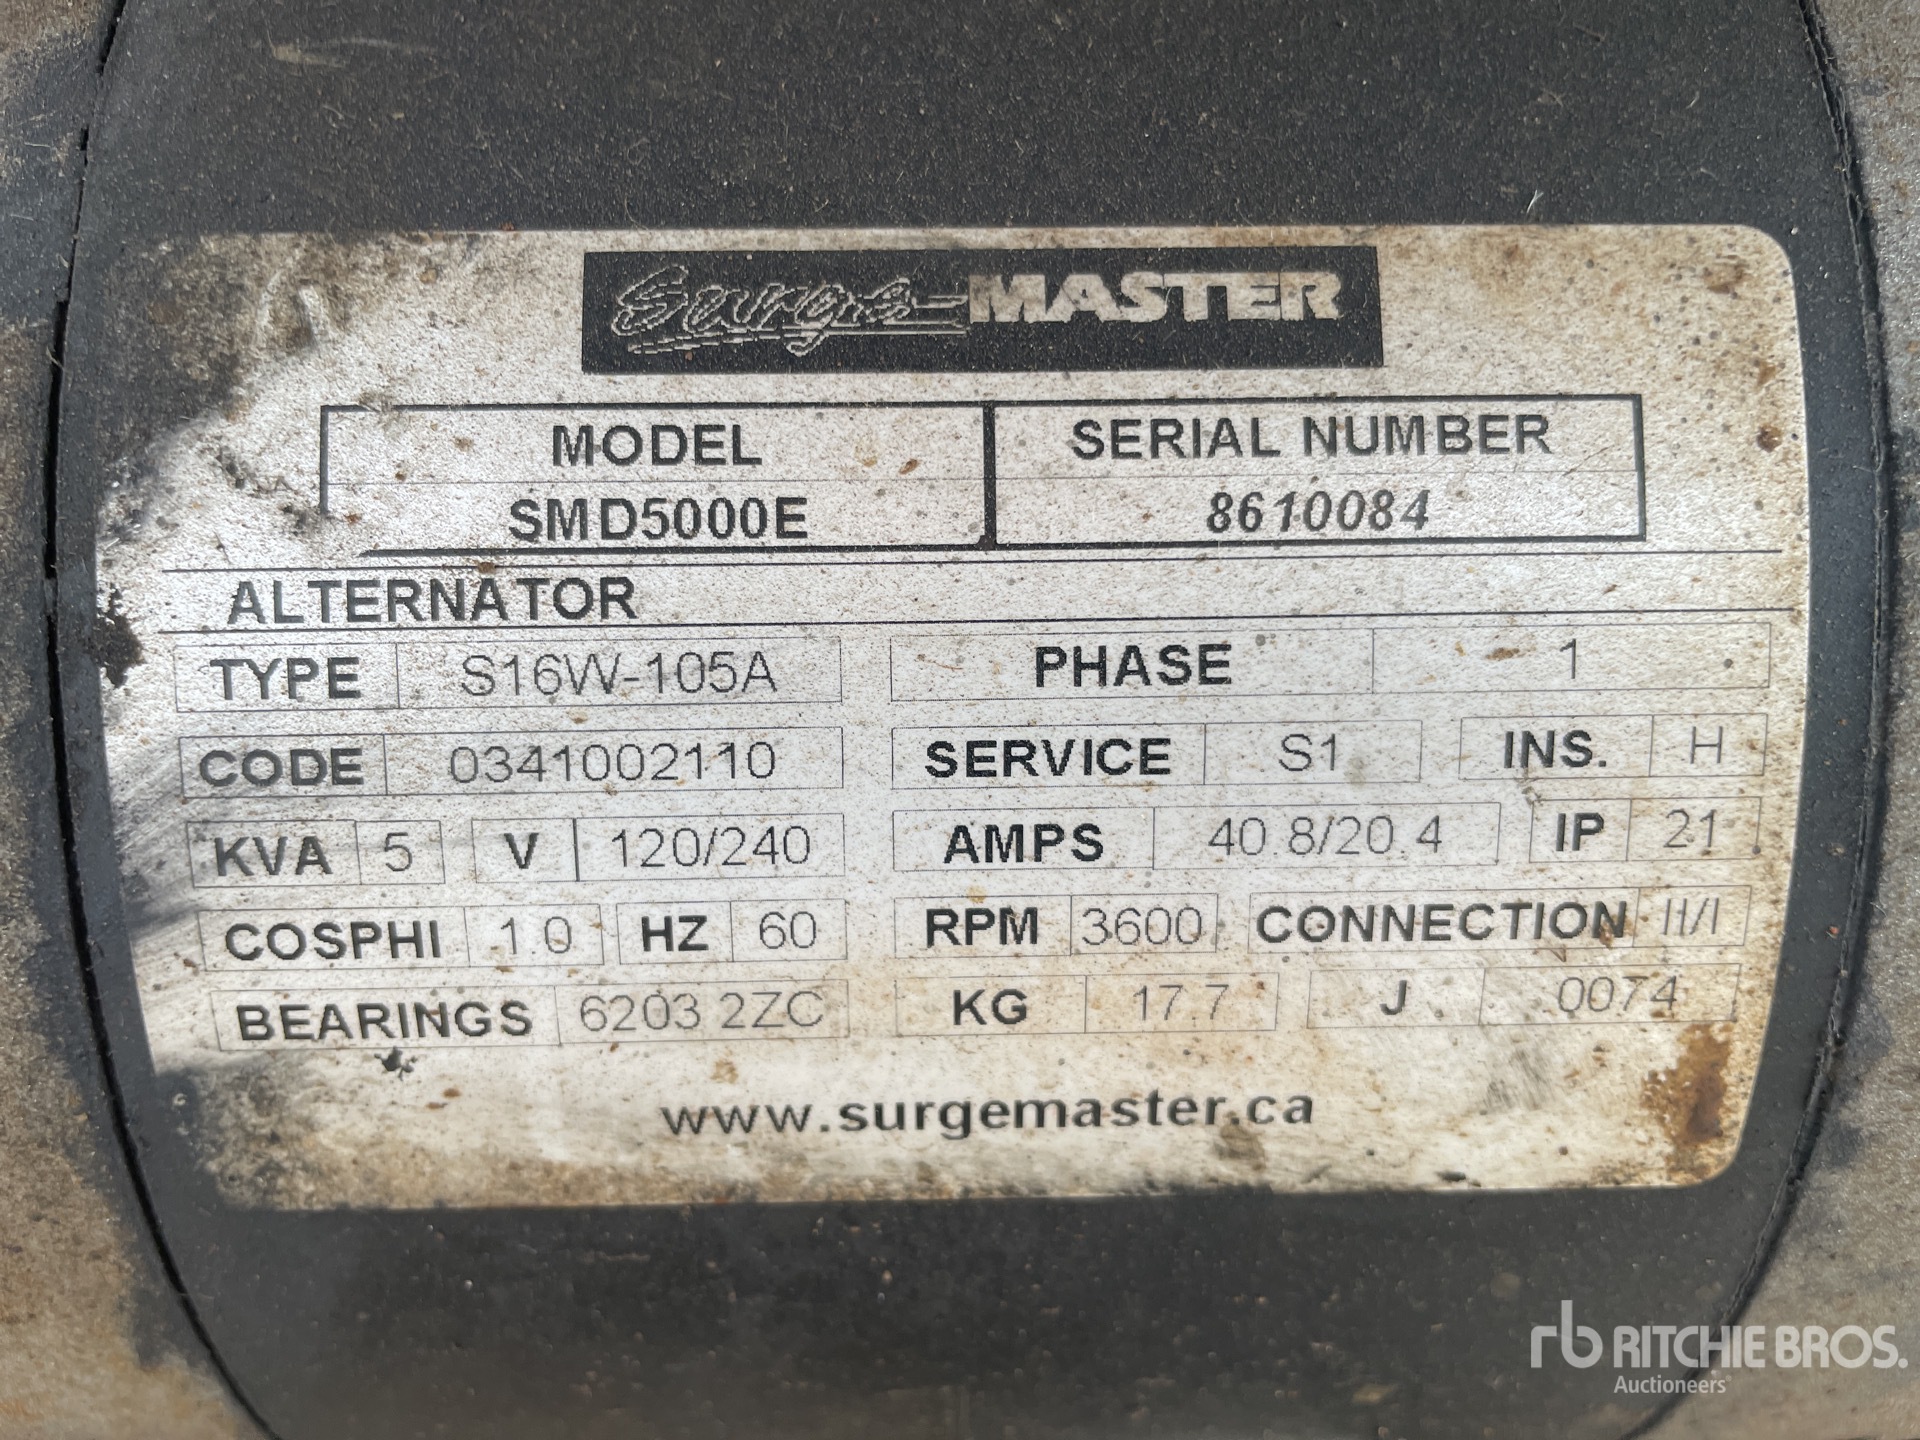 Surge MASTER
MODEL SERIAL NUMBER
SMD5000E 8610084
ALTERNATOR
TYPE S16W-105A PHASE 1
CODE 0341002110 SERVICE S1 INS. H
KVA 5 V 120/240 AMPS 40.8/20.4 IP 21
COSPHI 1.0 HZ 60 RPM 3600 CONNECTION II/I
BEARINGS 6203 2ZC KG 17.7 J 0074
www.surgemaster.ca
rb RITCHIE BROS.
Auctioneers